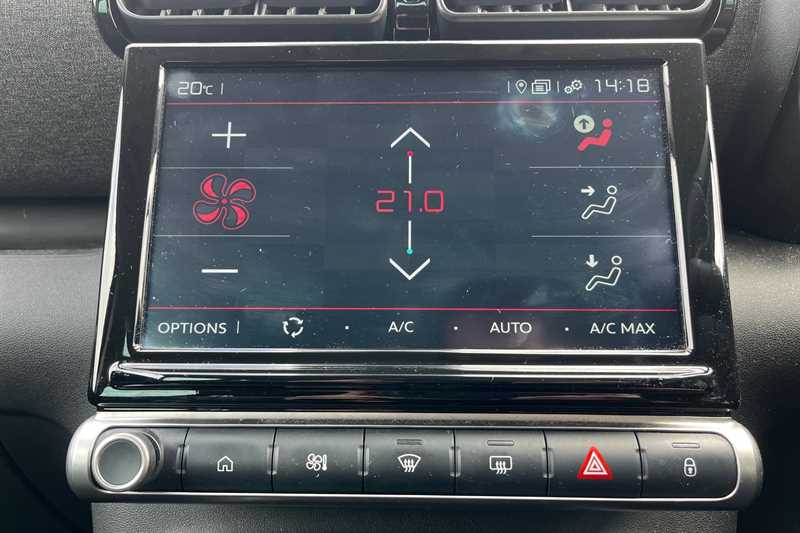 20°C
14:18
21.0
OPTIONS A/C AUTO A/C MAX